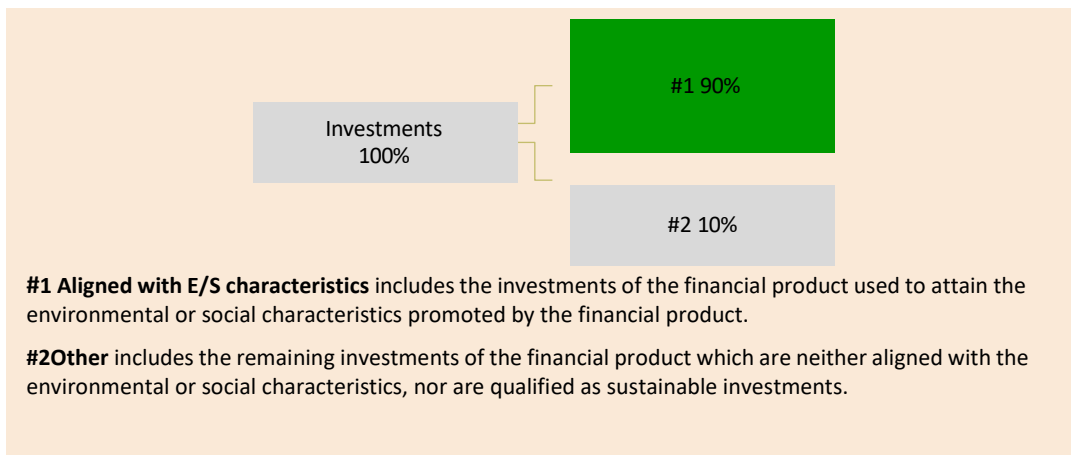 #1 90%
Investments
100%
#2 10%
#1 Aligned with E/S characteristics includes the investments of the financial product used to attain the
environmental or social characteristics promoted by the financial product.
#2Other includes the remaining investments of the financial product which are neither aligned with the
environmental or social characteristics, nor are qualified as sustainable investments.